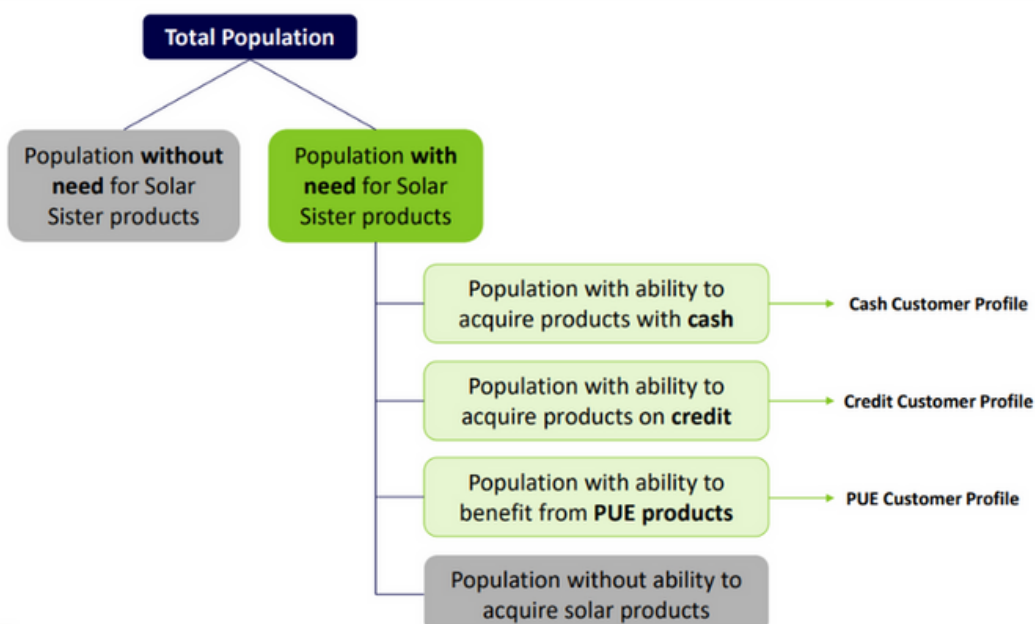 Total Population
Population without
need for Solar
Sister products
Population with
need for Solar
Sister products
Population with ability to
acquire products with cash
Cash Customer Profile
Population with ability to
acquire products on credit
Credit Customer Profile
Population with ability to
benefit from PUE products
PUE Customer Profile
Population without ability to
acquire solar products